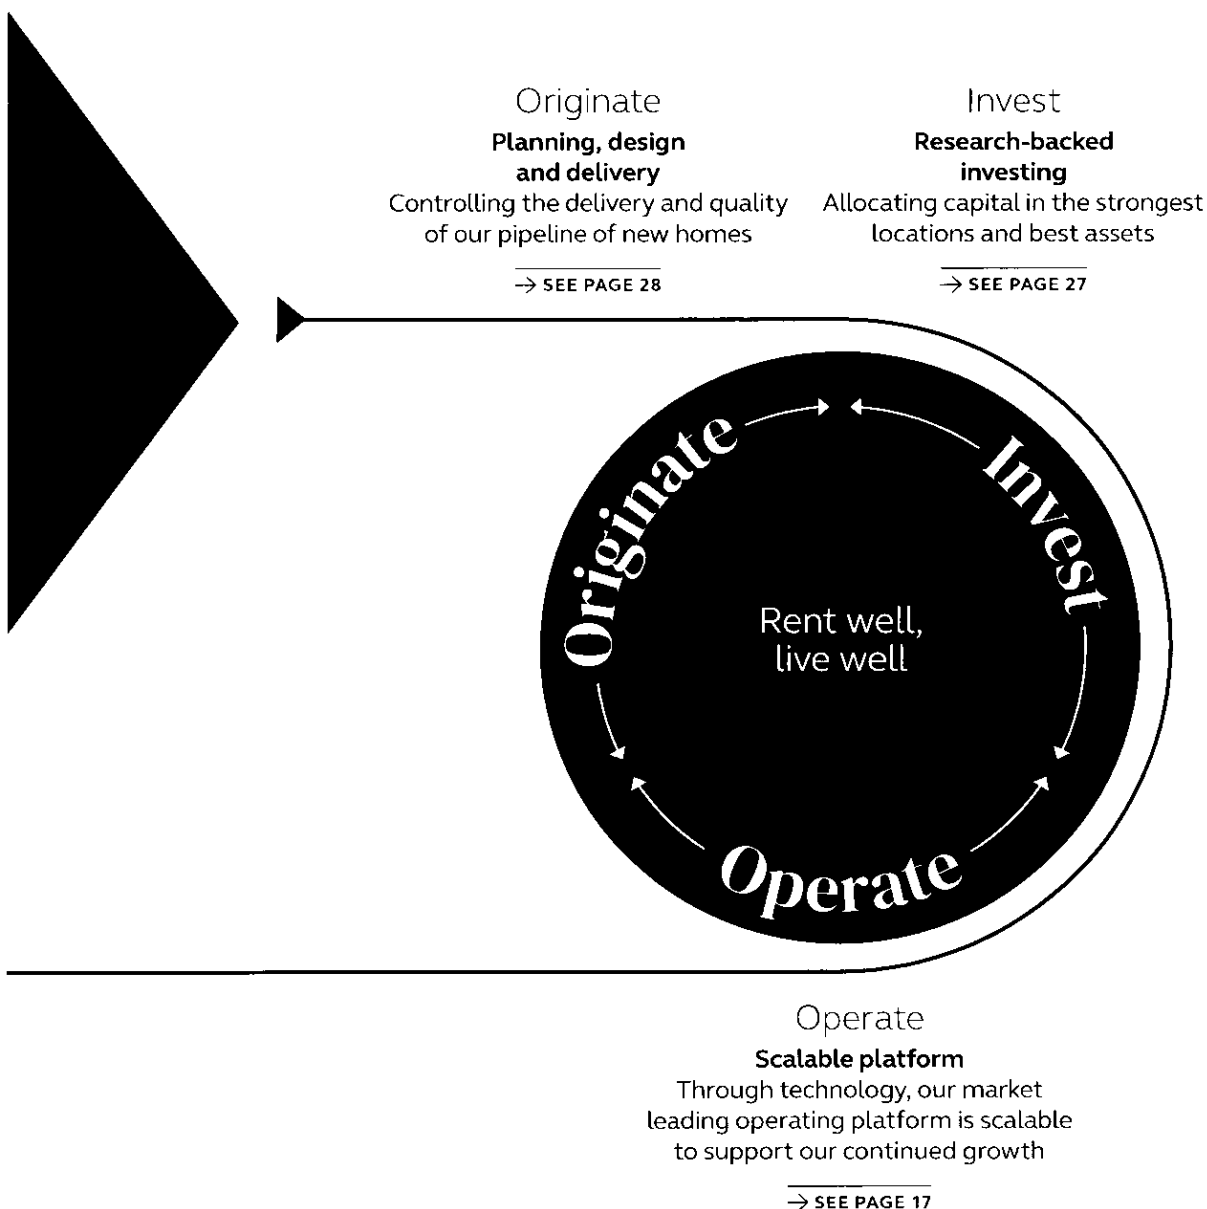 Originate
Planning, design
and delivery
Controlling the delivery and quality
of our pipeline of new homes
→ SEE PAGE 28
Invest
Research-backed
investing
Allocating capital in the strongest
locations and best assets
→ SEE PAGE 27
Originate
Invest
Rent well,
live well
Operate
Operate
Scalable platform
Through technology, our market
leading operating platform is scalable
to support our continued growth
→ SEE PAGE 17